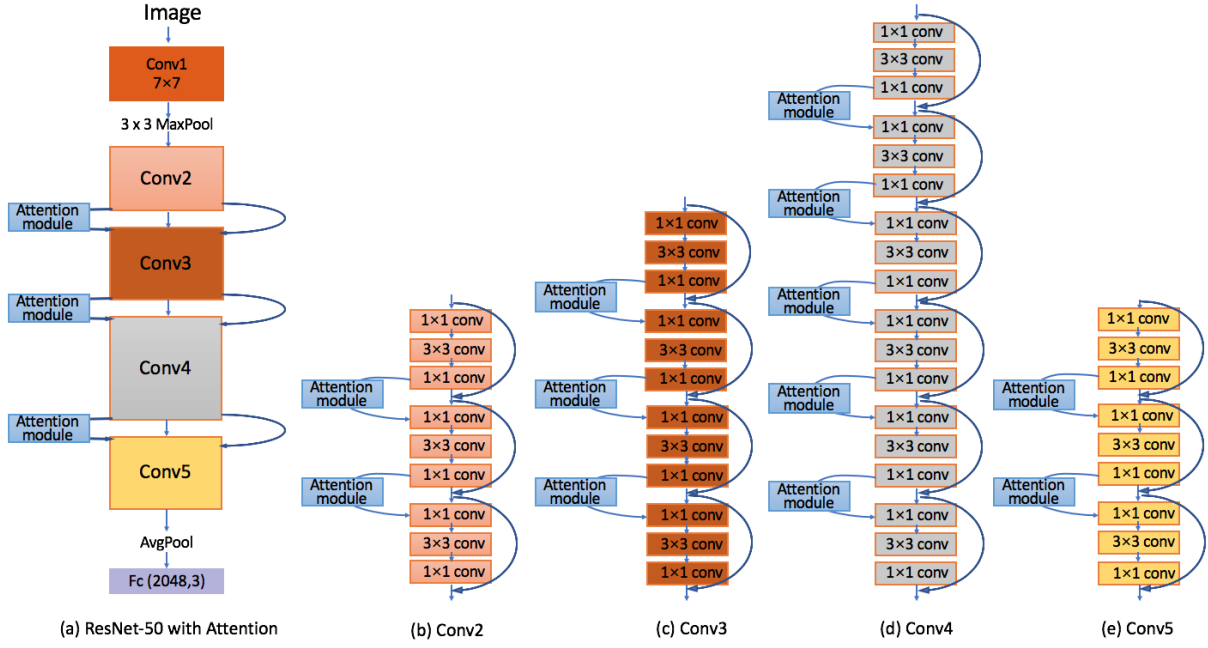 Image
Conv1
7×7
3 x 3 MaxPool
Conv2
Attention
module
Conv3
Attention
module
Conv4
Attention
module
Conv5
AvgPool
Fc (2048,3)
(a) ResNet-50 with Attention
1×1 conv
3×3 conv
1×1 conv
Attention
module
1×1 conv
3×3 conv
1×1 conv
Attention
module
1×1 conv
3×3 conv
1×1 conv
(b) Conv2
1×1 conv
3×3 conv
1×1 conv
Attention
module
1×1 conv
3×3 conv
1×1 conv
Attention
module
1×1 conv
3×3 conv
1×1 conv
Attention
module
1×1 conv
3×3 conv
1×1 conv
(c) Conv3
1×1 conv
3×3 conv
1×1 conv
Attention
module
1×1 conv
3×3 conv
1×1 conv
Attention
module
1×1 conv
3×3 conv
1×1 conv
Attention
module
1×1 conv
3×3 conv
1×1 conv
Attention
module
1×1 conv
3×3 conv
1×1 conv
Attention
module
1×1 conv
3×3 conv
1×1 conv
(d) Conv4
1×1 conv
3×3 conv
1×1 conv
Attention
module
1×1 conv
3×3 conv
1×1 conv
Attention
module
1×1 conv
3×3 conv
1×1 conv
(e) Conv5